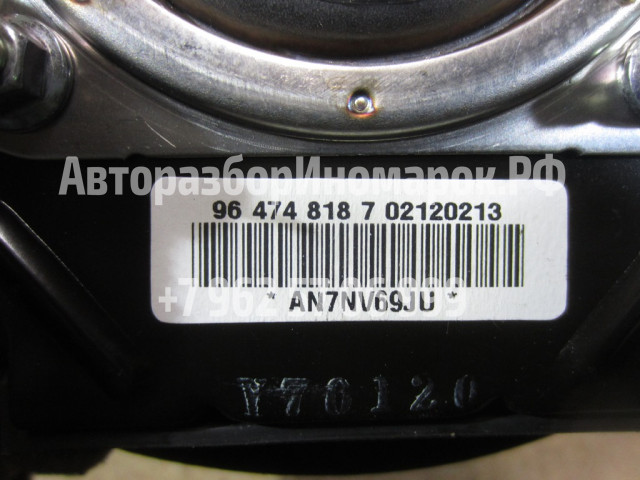 АвторазборИномарок.РФ
96 474 818 7 02120213
* AN7NV69JU *
Y76120